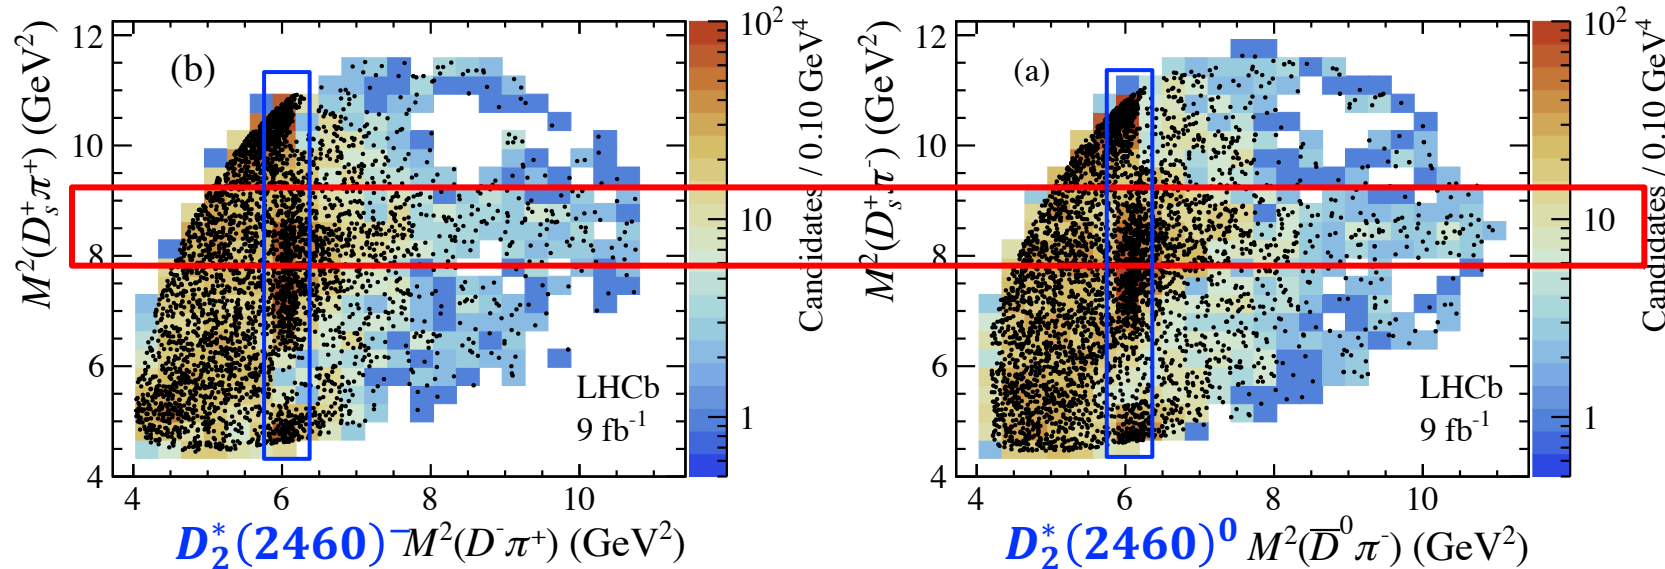 (b)
M²(D_s⁺π⁺) (GeV²)
12
10
8
6
4
4 6 8 10
LHCb
9 fb⁻¹
10²
10
1
Candidates / 0.10 GeV⁴
D₂*(2460)⁻ M²(D⁻π⁺) (GeV²)
(a)
M²(D_s⁺π⁻) (GeV²)
12
10
8
6
4
4 6 8 10
LHCb
9 fb⁻¹
10²
10
1
Candidates / 0.10 GeV⁴
D₂*(2460)⁰ M²(D̅⁰π⁻) (GeV²)